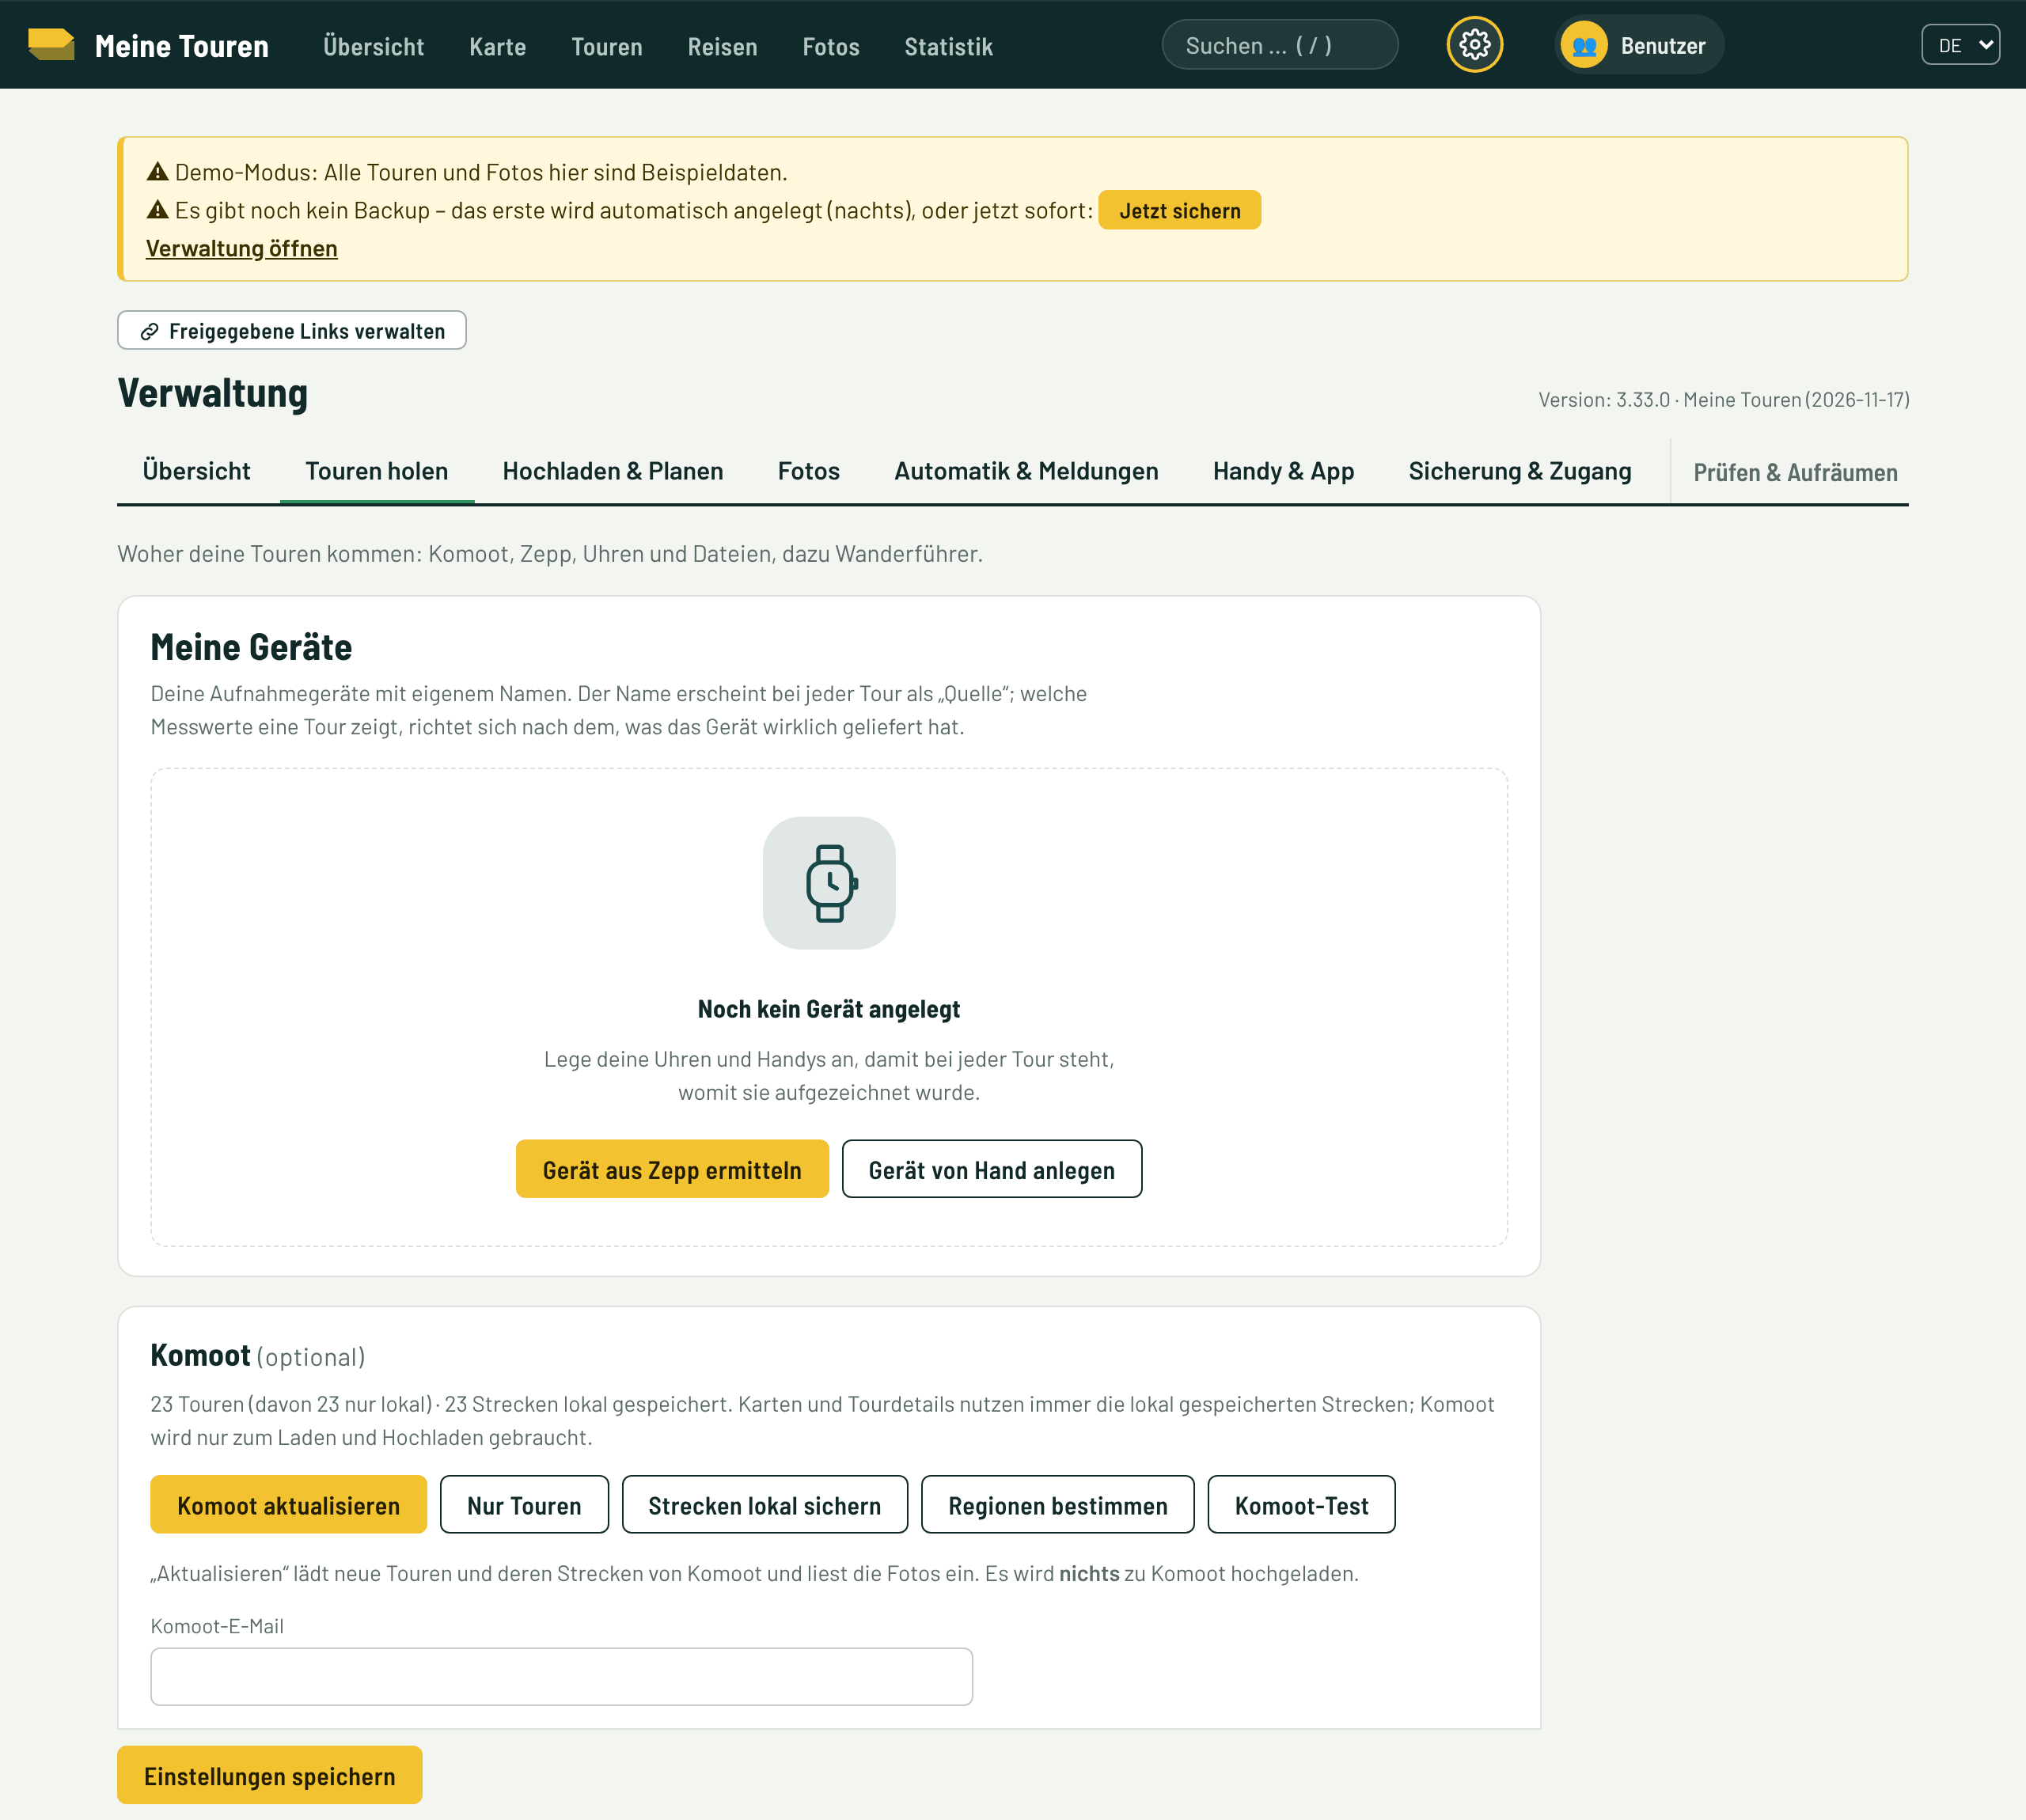 Meine Touren Übersicht Karte Touren Reisen Fotos Statistik Suchen ... ( / ) Benutzer DE
Demo-Modus: Alle Touren und Fotos hier sind Beispieldaten.
Es gibt noch kein Backup – das erste wird automatisch angelegt (nachts), oder jetzt sofort: Jetzt sichern
Verwaltung öffnen
Freigegebene Links verwalten
Verwaltung
Version: 3.33.0 · Meine Touren (2026-11-17)
Übersicht Touren holen Hochladen & Planen Fotos Automatik & Meldungen Handy & App Sicherung & Zugang Prüfen & Aufräumen
Woher deine Touren kommen: Komoot, Zepp, Uhren und Dateien, dazu Wanderführer.
Meine Geräte
Deine Aufnahmegeräte mit eigenem Namen. Der Name erscheint bei jeder Tour als „Quelle“; welche
Messwerte eine Tour zeigt, richtet sich nach dem, was das Gerät wirklich geliefert hat.
Noch kein Gerät angelegt
Lege deine Uhren und Handys an, damit bei jeder Tour steht,
womit sie aufgezeichnet wurde.
Gerät aus Zepp ermitteln Gerät von Hand anlegen
Komoot (optional)
23 Touren (davon 23 nur lokal) · 23 Strecken lokal gespeichert. Karten und Tourdetails nutzen immer die lokal gespeicherten Strecken; Komoot
wird nur zum Laden und Hochladen gebraucht.
Komoot aktualisieren Nur Touren Strecken lokal sichern Regionen bestimmen Komoot-Test
„Aktualisieren“ lädt neue Touren und deren Strecken von Komoot und liest die Fotos ein. Es wird nichts zu Komoot hochgeladen.
Komoot-E-Mail
Einstellungen speichern